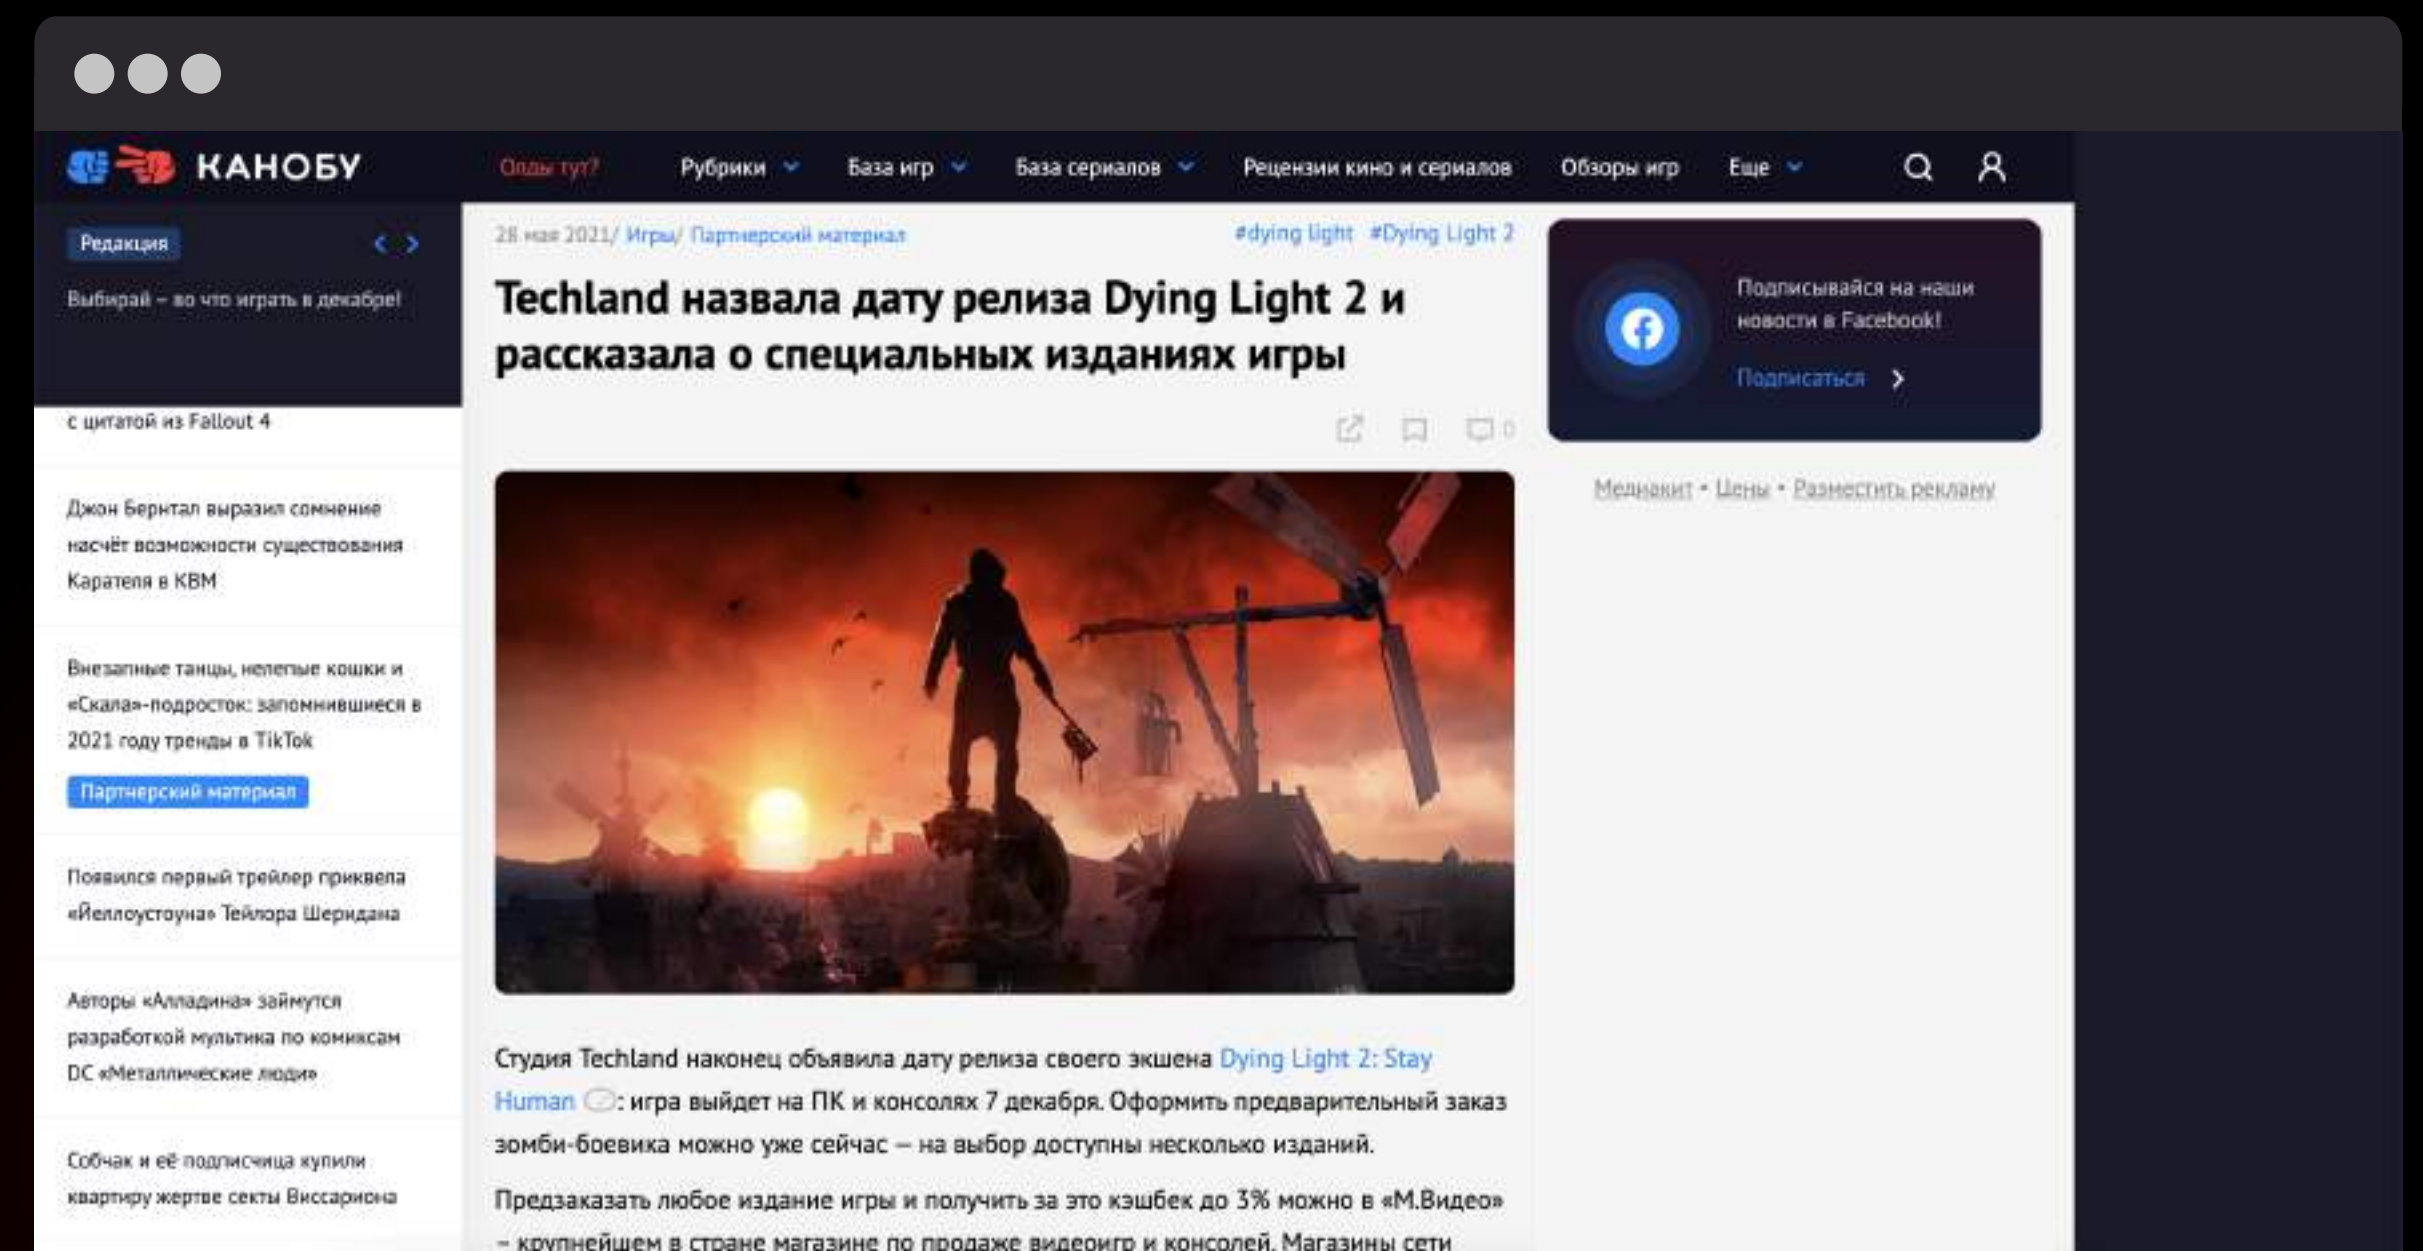 КАНОБУ
Олды тут?
Рубрики
База игр
База сериалов
Рецензии кино и сериалов
Обзоры игр
Еще
Редакция
Выбирай – во что играть в декабре!
с цитатой из Fallout 4
Джон Бернтал выразил сомнение
насчёт возможности существования
Карателя в КВМ
Внезапные танцы, нелепые кошки и
«Скала»-подросток: запомнившиеся в
2021 году тренды в TikTok
Партнерский материал
Появился первый трейлер приквела
«Йеллоустоуна» Тейлора Шеридана
Авторы «Алладина» займутся
разработкой мультика по комиксам
DC «Металлические люди»
Собчак и её подписчица купили
квартиру жертве секты Виссариона
28 мая 2021/ Игры/ Партнерский материал
#dying light #Dying Light 2
Techland назвала дату релиза Dying Light 2 и
рассказала о специальных изданиях игры
0
Студия Techland наконец объявила дату релиза своего экшена Dying Light 2: Stay
Human : игра выйдет на ПК и консолях 7 декабря. Оформить предварительный заказ
зомби-боевика можно уже сейчас — на выбор доступны несколько изданий.
Предзаказать любое издание игры и получить за это кэшбек до 3% можно в «М.Видео»
– крупнейшем в стране магазине по продаже видеоигр и консолей. Магазины сети
Подписывайся на наши
новости в Facebook!
Подписаться
Медиакит • Цены • Разместить рекламу